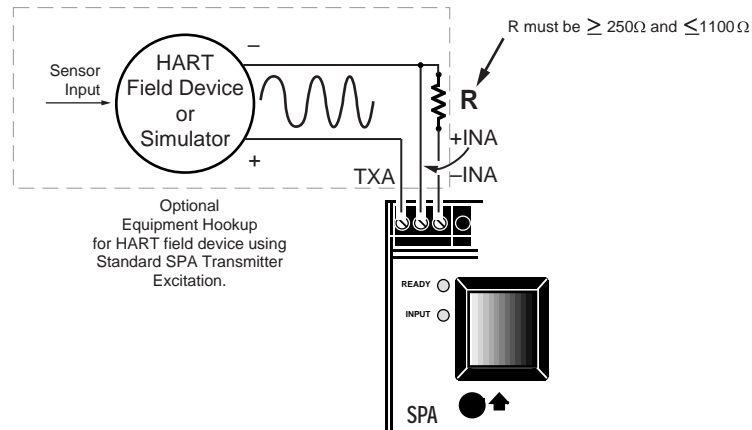 R must be ≥ 250Ω and ≤1100 Ω
−
HART
Field Device
or
Simulator
Sensor
Input
R
+
+INA
TXA
−INA
Optional
Equipment Hookup
for HART field device using
Standard SPA Transmitter
Excitation.
READY
INPUT
SPA